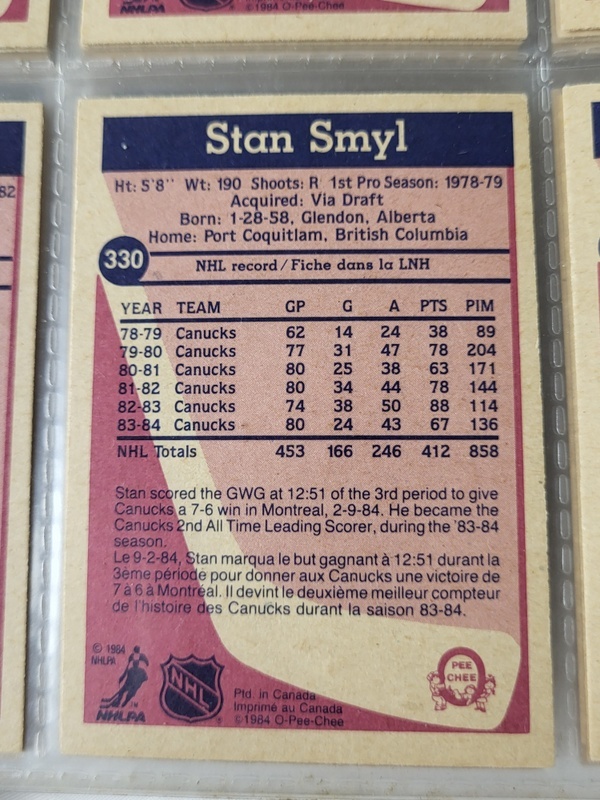 ©1984 O-Pee-Chee
82
Stan Smyl
Ht: 5'8'' Wt: 190 Shoots: R 1st Pro Season: 1978-79
Acquired: Via Draft
Born: 1-28-58, Glendon, Alberta
Home: Port Coquitlam, British Columbia
330
NHL record/Fiche dans la LNH
YEAR TEAM GP G A PTS PIM
78-79 Canucks 62 14 24 38 89
79-80 Canucks 77 31 47 78 204
80-81 Canucks 80 25 38 63 171
81-82 Canucks 80 34 44 78 144
82-83 Canucks 74 38 50 88 114
83-84 Canucks 80 24 43 67 136
NHL Totals 453 166 246 412 858
Stan scored the GWG at 12:51 of the 3rd period to give
Canucks a 7-6 win in Montreal, 2-9-84. He became the
Canucks 2nd All Time Leading Scorer, during the '83-84
season.
Le 9-2-84, Stan marqua le but gagnant à 12:51 durant la
3ème période pour donner aux Canucks une victoire de
7 à 6 à Montréal. Il devint le deuxième meilleur compteur
de l'histoire des Canucks durant la saison 83-84.
© 1984
NHLPA
NHLPA
NHL
Ptd. in Canada
Imprimé au Canada
©1984 O-Pee-Chee
PEE
CHEE